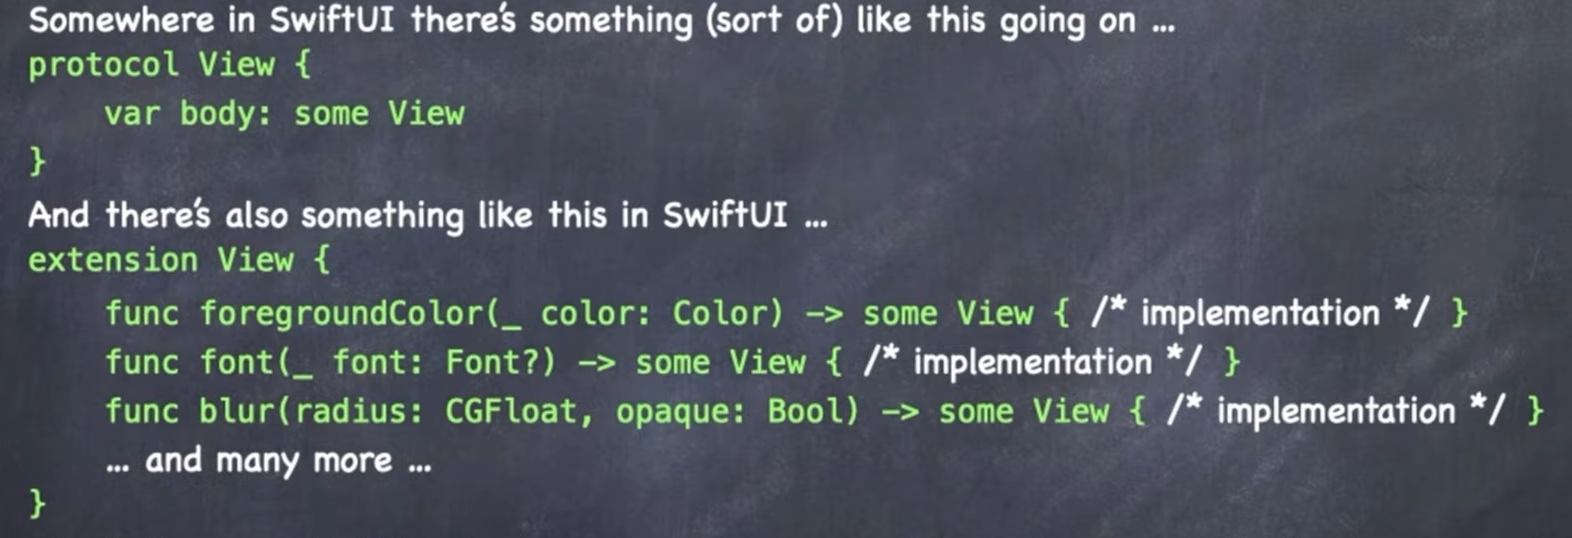 Somewhere in SwiftUI there's something (sort of) like this going on ...
protocol View {
    var body: some View
}
And there's also something like this in SwiftUI ...
extension View {
    func foregroundColor(_ color: Color) -> some View { /* implementation */ }
    func font(_ font: Font?) -> some View { /* implementation */ }
    func blur(radius: CGFloat, opaque: Bool) -> some View { /* implementation */ }
    ... and many more ...
}